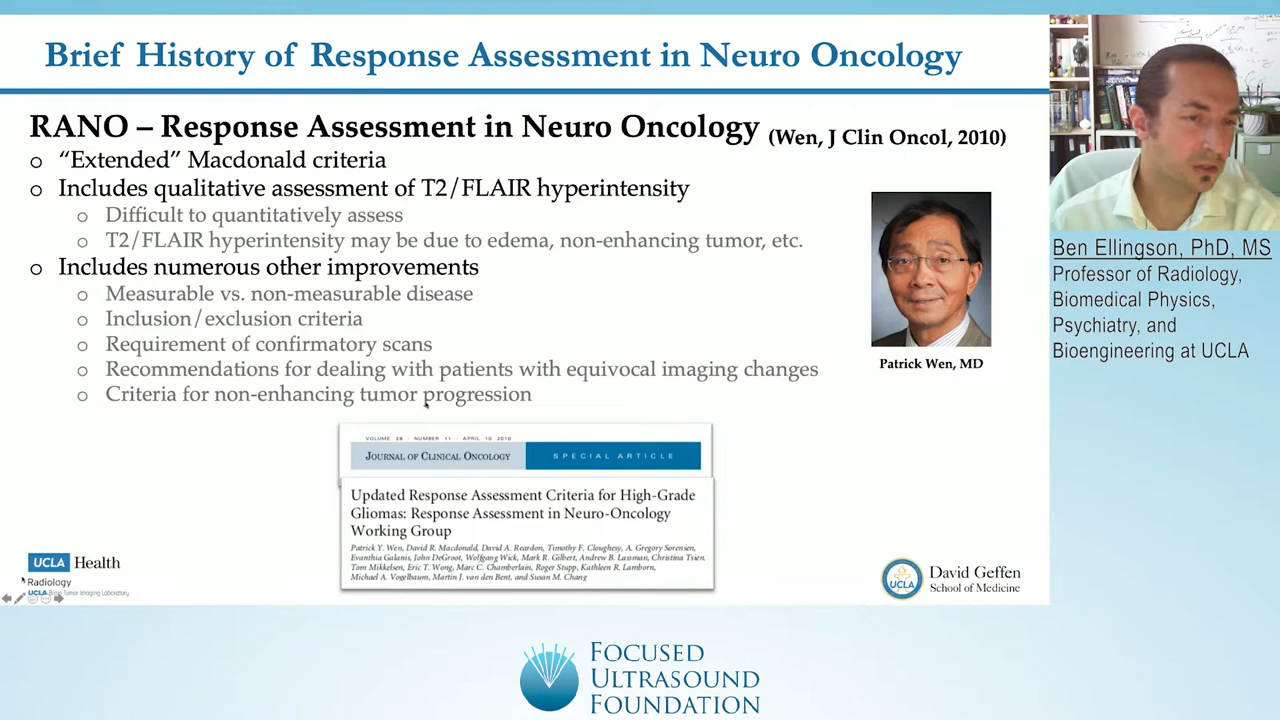 Brief History of Response Assessment in Neuro Oncology
RANO – Response Assessment in Neuro Oncology (Wen, J Clin Oncol, 2010)
o “Extended” Macdonald criteria
o Includes qualitative assessment of T2/FLAIR hyperintensity
o Difficult to quantitatively assess
o T2/FLAIR hyperintensity may be due to edema, non-enhancing tumor, etc.
o Includes numerous other improvements
o Measurable vs. non-measurable disease
o Inclusion/exclusion criteria
o Requirement of confirmatory scans
o Recommendations for dealing with patients with equivocal imaging changes
o Criteria for non-enhancing tumor progression
Patrick Wen, MD
Ben Ellingson, PhD, MS
Professor of Radiology,
Biomedical Physics,
Psychiatry, and
Bioengineering at UCLA
VOLUME 28 · NUMBER 11 · APRIL 10 2010
JOURNAL OF CLINICAL ONCOLOGY SPECIAL ARTICLE
Updated Response Assessment Criteria for High-Grade
Gliomas: Response Assessment in Neuro-Oncology
Working Group
Patrick Y. Wen, David R. Macdonald, David A. Reardon, Timothy F. Cloughesy, A. Gregory Sorensen,
Evanthia Galanis, John DeGroot, Wolfgang Wick, Mark R. Gilbert, Andrew B. Lassman, Christina Tsien,
Tom Mikkelsen, Eric T. Wong, Marc C. Chamberlain, Roger Stupp, Kathleen R. Lamborn,
Michael A. Vogelbaum, Martin J. van den Bent, and Susan M. Chang
UCLA Health
Radiology
UCLA Brain Tumor Imaging Laboratory
UCLA
David Geffen
School of Medicine
FOCUSED
ULTRASOUND
FOUNDATION